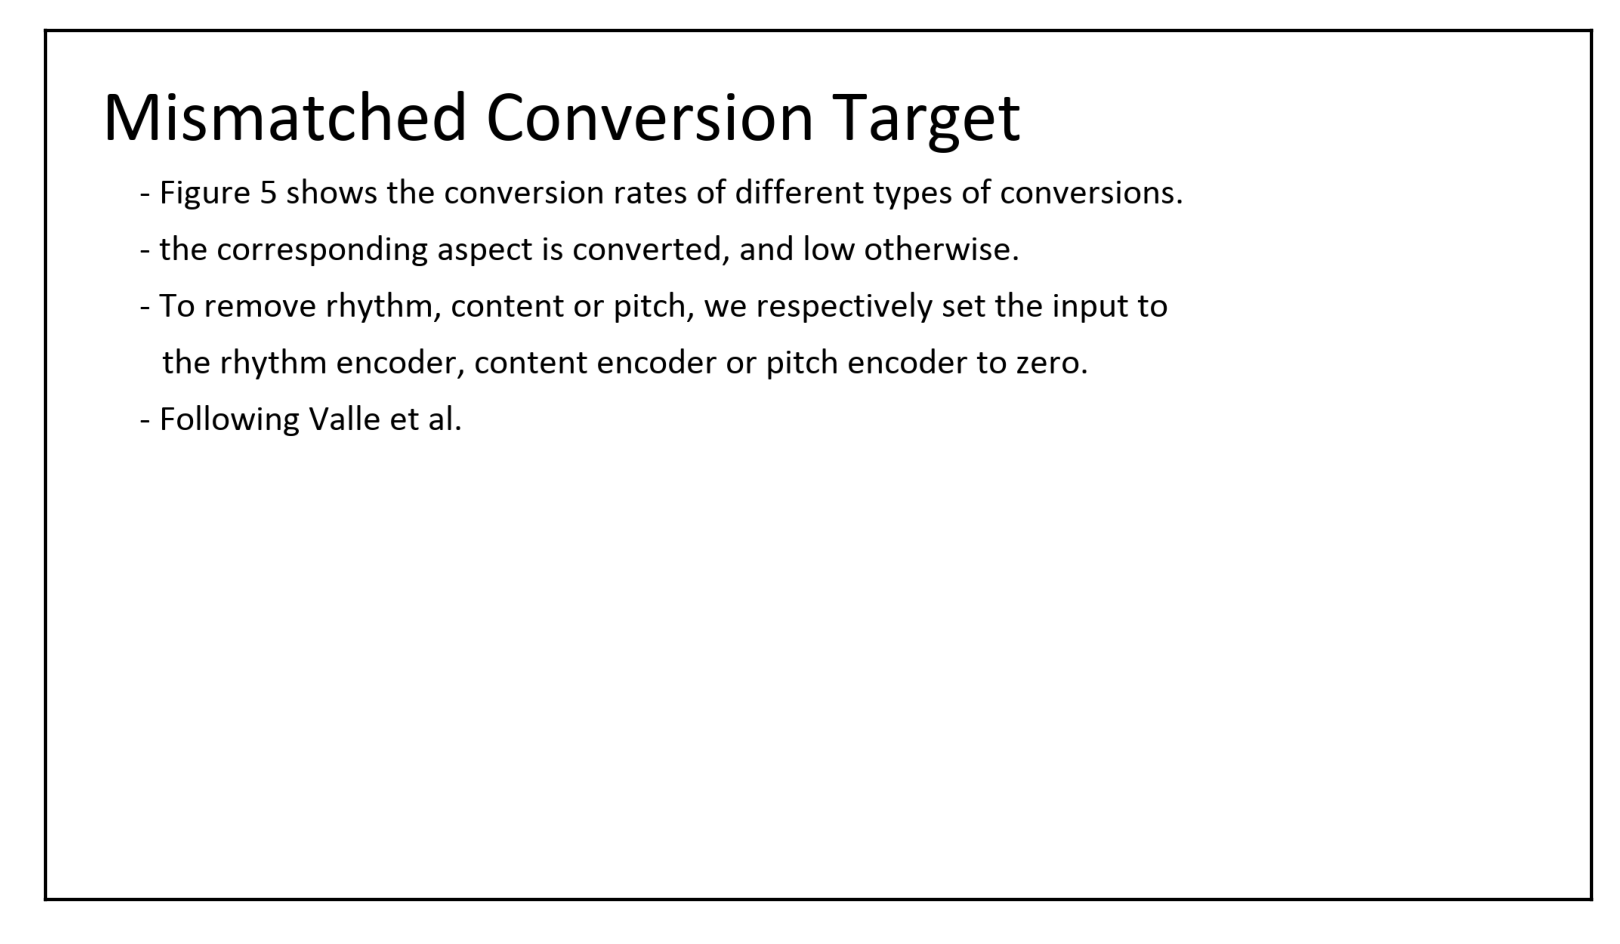 Mismatched Conversion Target
- Figure 5 shows the conversion rates of different types of conversions.
- the corresponding aspect is converted, and low otherwise.
- To remove rhythm, content or pitch, we respectively set the input to
the rhythm encoder, content encoder or pitch encoder to zero.
- Following Valle et al.